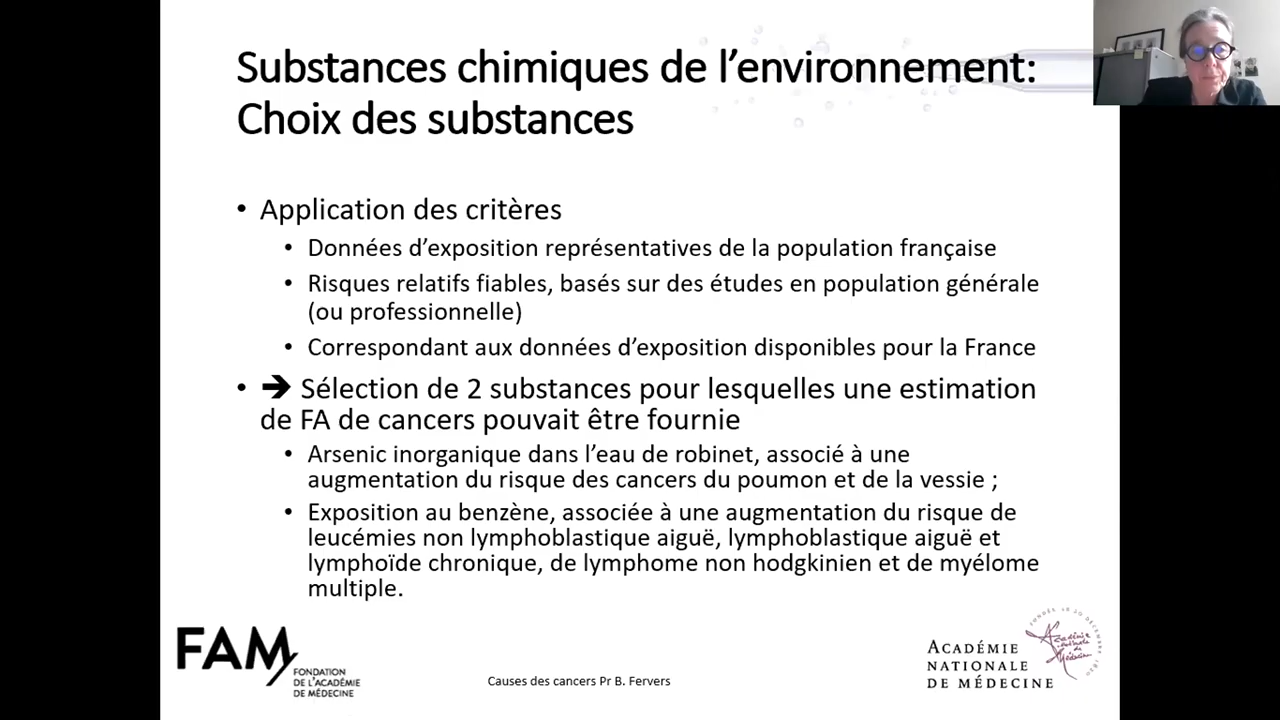 Substances chimiques de l’environnement:
Choix des substances
• Application des critères
• Données d’exposition représentatives de la population française
• Risques relatifs fiables, basés sur des études en population générale
(ou professionnelle)
• Correspondant aux données d’exposition disponibles pour la France
• ➔ Sélection de 2 substances pour lesquelles une estimation
de FA de cancers pouvait être fournie
• Arsenic inorganique dans l’eau de robinet, associé à une
augmentation du risque des cancers du poumon et de la vessie ;
• Exposition au benzène, associée à une augmentation du risque de
leucémies non lymphoblastique aiguë, lymphoblastique aiguë et
lymphoïde chronique, de lymphome non hodgkinien et de myélome
multiple.
FAM
FONDATION
DE L'ACADÉMIE
DE MÉDECINE
Causes des cancers Pr B. Fervers
ACADÉMIE
NATIONALE
DE MÉDECINE